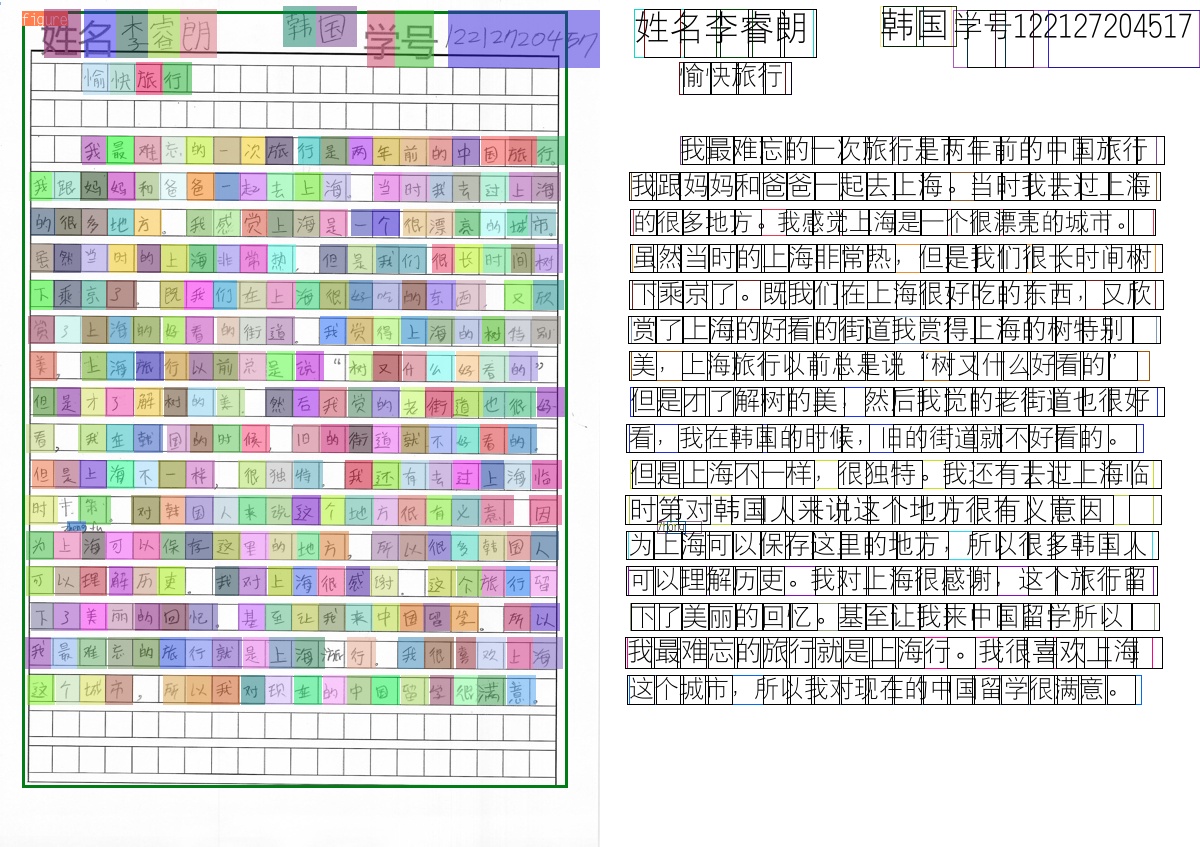 figure
姓名李睿朗 韩国 学号12212720457
愉快旅行
我最难忘的一次旅行是两年前的中国旅行
我跟妈妈和爸爸一起去上海。当时我去过上海
的很多地方。我感觉上海是一个很漂亮的城市。
虽然当时的上海非常热，但是我们很长时间树
下乘京了。既我们在上海很好吃的东西，又欣
赏了上海的好看的街道。我觉得上海的树特别
美，上海旅行以前总是说“树又什么好看的”
但是才了解树的美。然后我觉的老街道也很好
看，我在韩国的时候，旧的街道就不好看的。
但是上海不一样，很独特。我还有去过上海临
时 第。对韩国人来说这个地方很有义意 因
为上海可以保存这里的地方，所以很多韩国人
可以理解历吏。我对上海很感谢。这个旅行留
下了美丽的回忆。甚至让我来中国留学。所以
我最难忘的旅行就是上海旅行。我很喜欢上海
这个城市，所以我对现在的中国留学很满意。
姓名李睿朗 韩国 学号122127204517
愉快旅行
我最难忘的一次旅行是两年前的中国旅行
我跟妈妈和爸爸一起去上海。当时我去过上海
的很多地方。我感觉上海是一个很漂亮的城市。
虽然当时的上海非常热，但是我们很长时间树
下乘京了。既我们在上海很好吃的东西，又欣
赏了上海的好看的街道我赏得上海的树特别
美，上海旅行以前总是说“树又什么好看的”
但是才了解树的美，然后我觉的老街道也很好
看，我在韩国的时候，旧的街道就不好看的。
但是上海不一样，很独特。我还有去过上海临
时第对韩国人来说这个地方很有义意因
为上海可以保存这里的地方，所以很多韩国人
可以理解历吏。我对上海很感谢，这个旅行留
下了美丽的回忆。基至让我来中国留学所以
我最难忘的旅行就是上海行。我很喜欢上海
这个城市，所以我对现在的中国留学很满意。